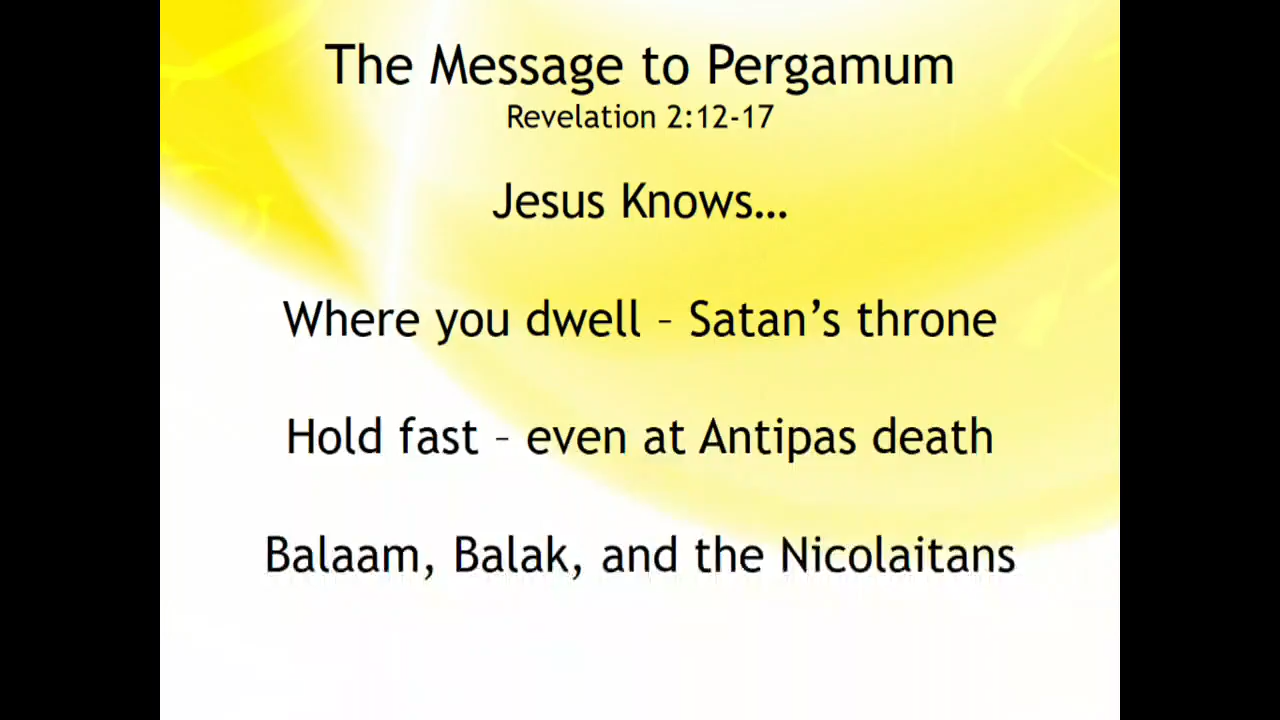 The Message to Pergamum
Revelation 2:12-17
Jesus Knows…
Where you dwell – Satan’s throne
Hold fast – even at Antipas death
Balaam, Balak, and the Nicolaitans